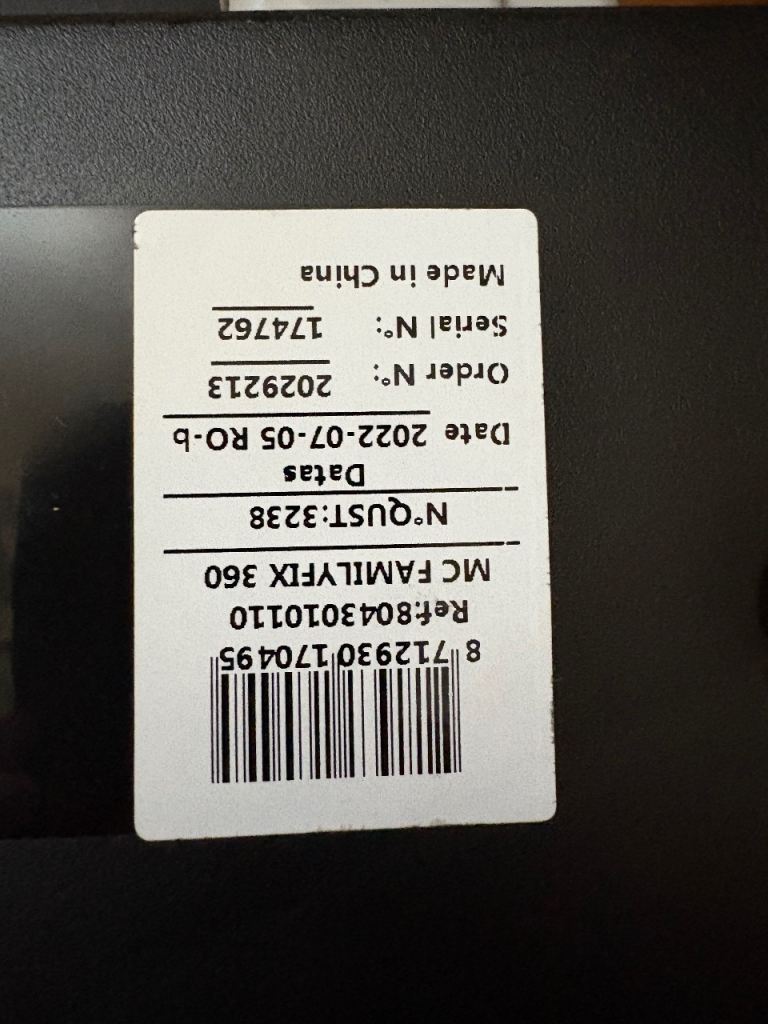 8 712930 170495
Ref:8043010110
MC FAMILYFIX 360
N°QUST:3238
Datas
Date 2022-07-05 RO-b
Order N°: 2029213
Serial N°: 174762
Made in China